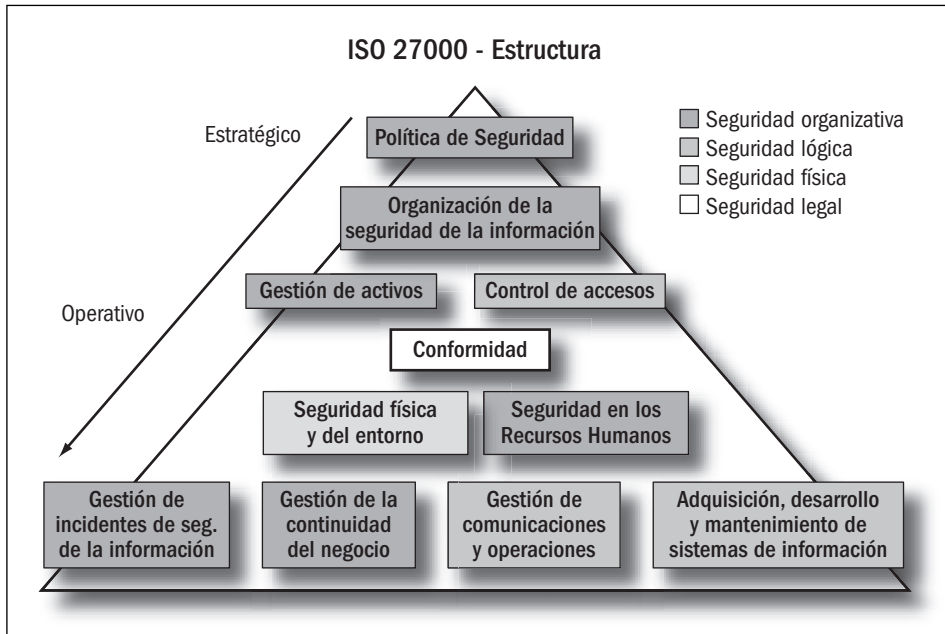 ISO 27000 - Estructura
Estratégico
Operativo
Seguridad organizativa
Seguridad lógica
Seguridad física
Seguridad legal
Política de Seguridad
Organización de la
seguridad de la información
Gestión de activos
Control de accesos
Conformidad
Seguridad física
y del entorno
Seguridad en los
Recursos Humanos
Gestión de
incidentes de seg.
de la información
Gestión de la
continuidad
del negocio
Gestión de
comunicaciones
y operaciones
Adquisición, desarrollo
y mantenimiento de
sistemas de información